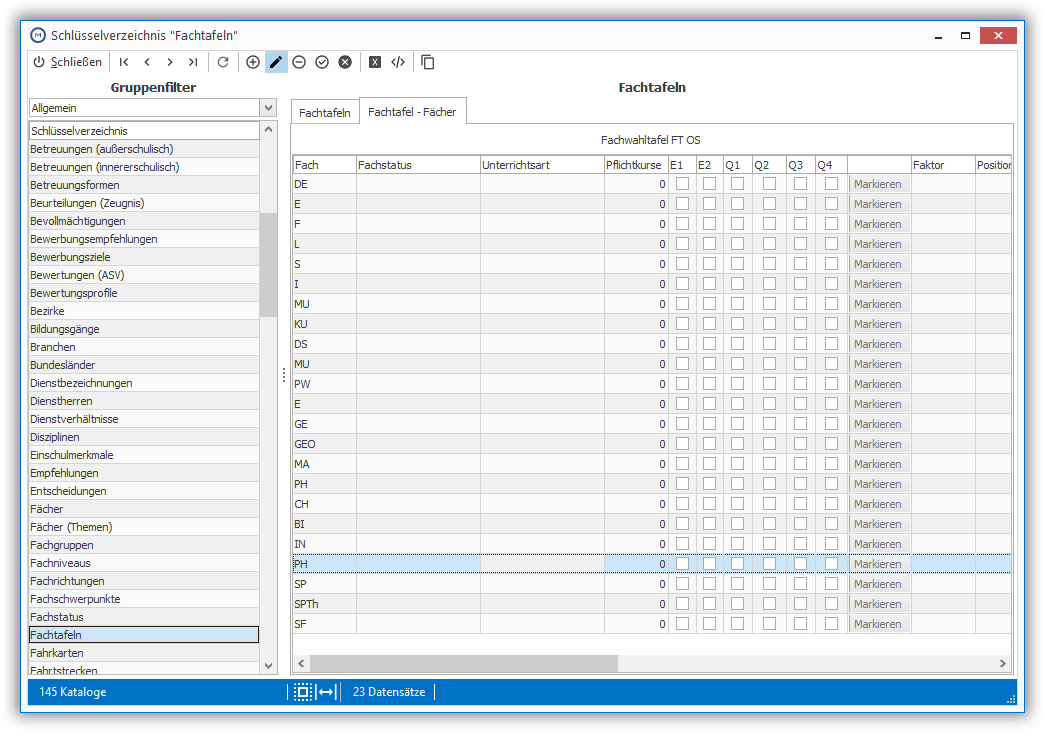 Schlüsselverzeichnis "Fachtafeln"
Schließen
Gruppenfilter
Allgemein
Schlüsselverzeichnis
Betreuungen (außerschulisch)
Betreuungen (innererschulisch)
Betreuungsformen
Beurteilungen (Zeugnis)
Bevollmächtigungen
Bewerbungsempfehlungen
Bewerbungsziele
Bewertungen (ASV)
Bewertungsprofile
Bezirke
Bildungsgänge
Branchen
Bundesländer
Dienstbezeichnungen
Dienstherren
Dienstverhältnisse
Disziplinen
Einschulmerkmale
Empfehlungen
Entscheidungen
Fächer
Fächer (Themen)
Fachgruppen
Fachniveaus
Fachrichtungen
Fachschwerpunkte
Fachstatus
Fachtafeln
Fahrkarten
Fahrtstrecken
Fachtafeln
Fachtafeln Fachtafel - Fächer
Fachwahltafel FT OS
Fach Fachstatus Unterrichtsart Pflichtkurse E1 E2 Q1 Q2 Q3 Q4 Faktor Position
DE 0 Markieren
E 0 Markieren
F 0 Markieren
L 0 Markieren
S 0 Markieren
I 0 Markieren
MU 0 Markieren
KU 0 Markieren
DS 0 Markieren
MU 0 Markieren
PW 0 Markieren
E 0 Markieren
GE 0 Markieren
GEO 0 Markieren
MA 0 Markieren
PH 0 Markieren
CH 0 Markieren
BI 0 Markieren
IN 0 Markieren
PH 0 Markieren
SP 0 Markieren
SPTh 0 Markieren
SF 0 Markieren
145 Kataloge 23 Datensätze